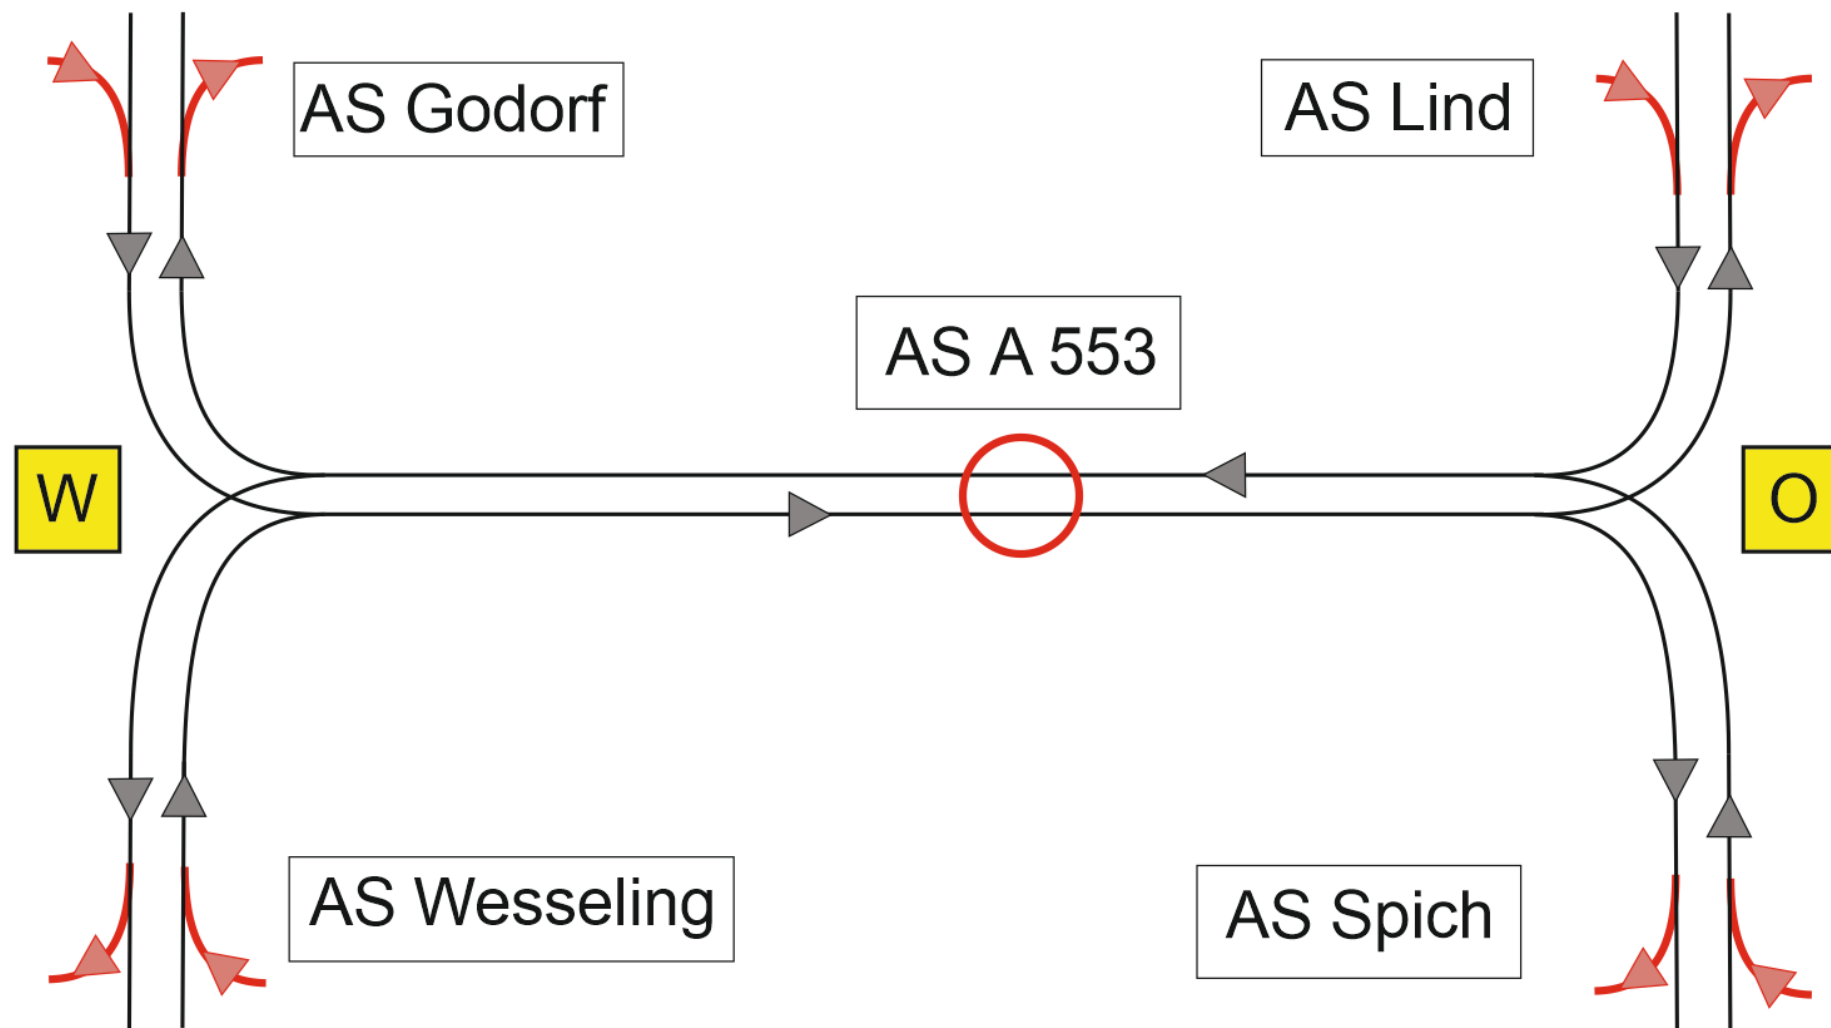 AS Godorf
AS Lind
AS A 553
W
O
AS Wesseling
AS Spich